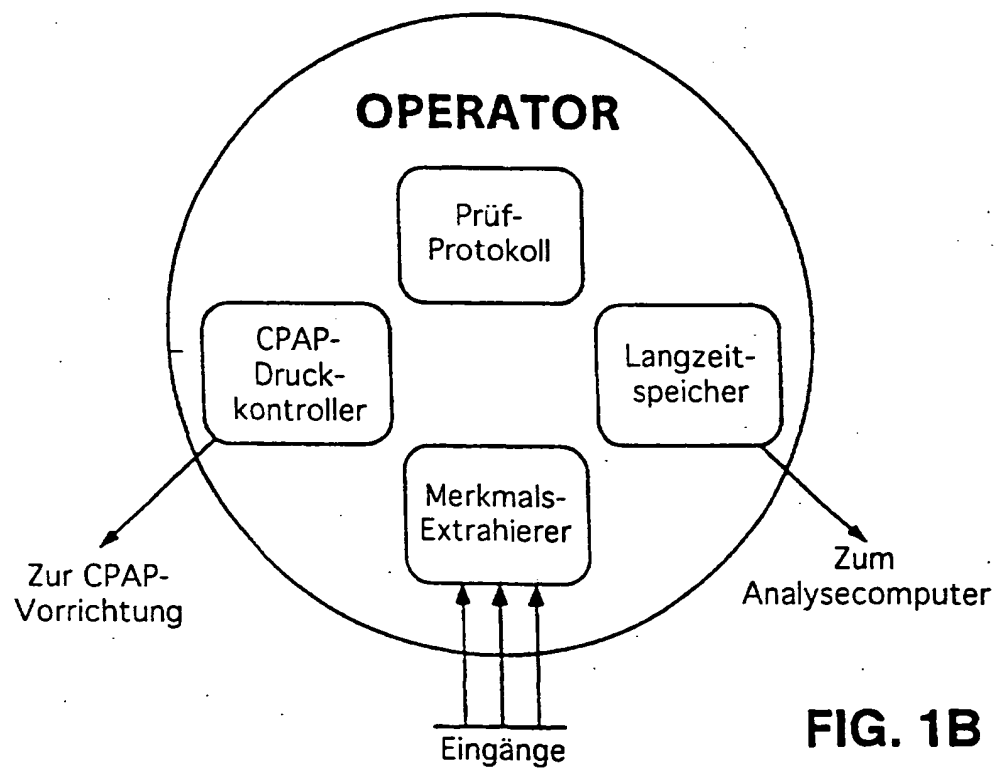 OPERATOR
Prüf-
Protokoll
CPAP-
Druck-
kontroller
Langzeit-
speicher
Merkmals-
Extrahierer
Zur CPAP-
Vorrichtung
Zum
Analysecomputer
Eingänge
FIG. 1B